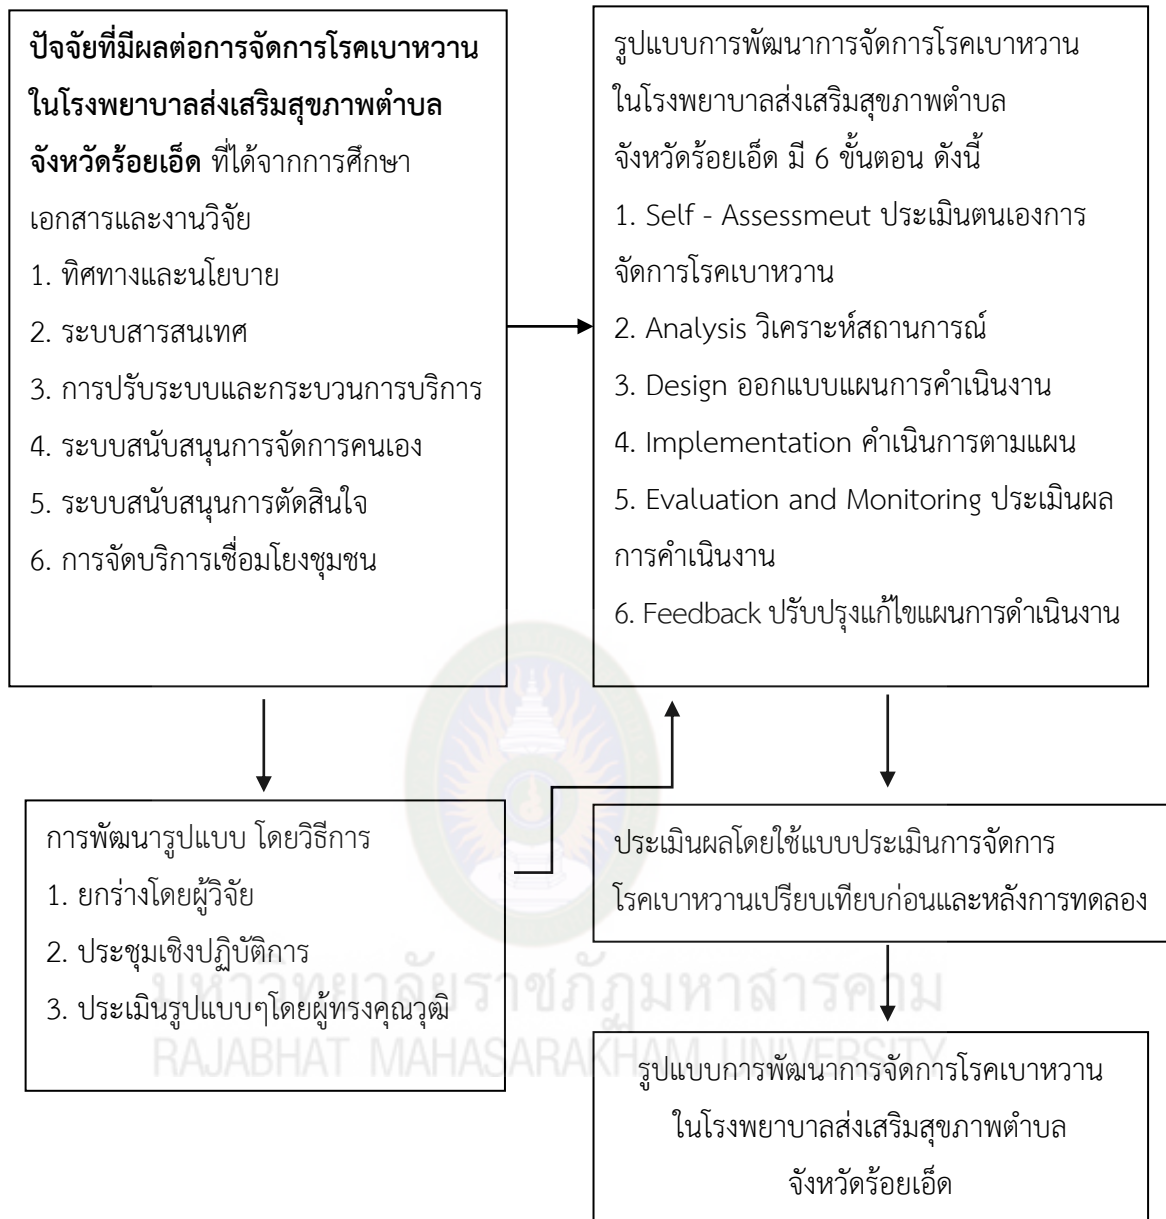 ปัจจัยที่มีผลต่อการจัดการโรคเบาหวาน
ในโรงพยาบาลส่งเสริมสุขภาพตำบล
จังหวัดร้อยเอ็ด ที่ได้จากการศึกษา
เอกสารและงานวิจัย
1. ทิศทางและนโยบาย
2. ระบบสารสนเทศ
3. การปรับระบบและกระบวนการบริการ
4. ระบบสนับสนุนการจัดการคนเอง
5. ระบบสนับสนุนการตัดสินใจ
6. การจัดบริการเชื่อมโยงชุมชน
รูปแบบการพัฒนาการจัดการโรคเบาหวาน
ในโรงพยาบาลส่งเสริมสุขภาพตำบล
จังหวัดร้อยเอ็ด มี 6 ขั้นตอน ดังนี้
1. Self - Assessmeut ประเมินตนเองการ
จัดการโรคเบาหวาน
2. Analysis วิเคราะห์สถานการณ์
3. Design ออกแบบแผนการคำเนินงาน
4. Implementation คำเนินการตามแผน
5. Evaluation and Monitoring ประเมินผล
การคำเนินงาน
6. Feedback ปรับปรุงแก้ไขแผนการดำเนินงาน
การพัฒนารูปแบบ โดยวิธีการ
1. ยกร่างโดยผู้วิจัย
2. ประชุมเชิงปฏิบัติการ
3. ประเมินรูปแบบๆโดยผู้ทรงคุณวุฒิ
ประเมินผลโดยใช้แบบประเมินการจัดการ
โรคเบาหวานเปรียบเทียบก่อนและหลังการทดลอง
มหาวิทยาลัยราชภัฏมหาสารคาม
RAJABHAT MAHASARAKHAM UNIVERSITY
รูปแบบการพัฒนาการจัดการโรคเบาหวาน
ในโรงพยาบาลส่งเสริมสุขภาพตำบล
จังหวัดร้อยเอ็ด